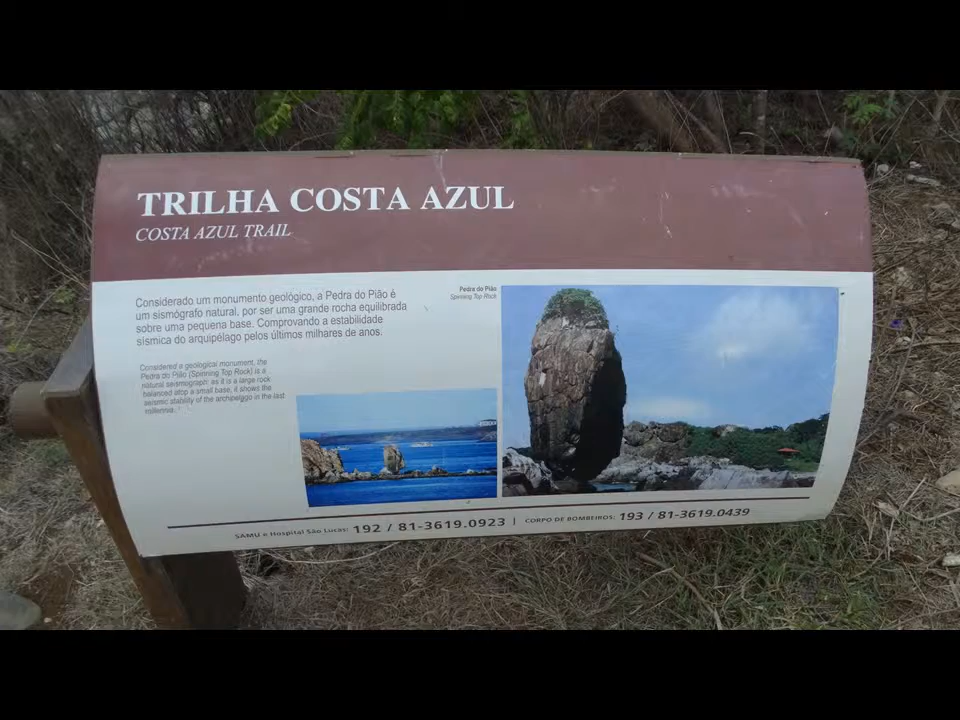 TRILHA COSTA AZUL
COSTA AZUL TRAIL
Considerado um monumento geológico, a Pedra do Pião é
um sismógrafo natural, por ser uma grande rocha equilibrada
sobre uma pequena base. Comprovando a estabilidade
sísmica do arquipélago pelos últimos milhares de anos.
Considered a geological monument, the
Pedra do Pião (Spinning Top Rock) is a
natural seismograph: as it is a large rock
balanced atop a small base, it shows the
seismic stability of the archipelago in the last
millennia.
Pedra do Pião
Spinning Top Rock
SAMU e Hospital São Lucas: 192 / 81-3619.0923 | CORPO DE BOMBEIROS: 193 / 81-3619.0439